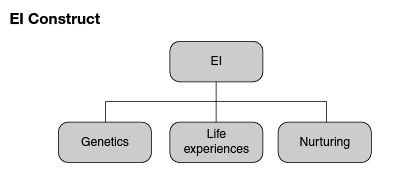 EI Construct
EI
Genetics
Life
experiences
Nurturing